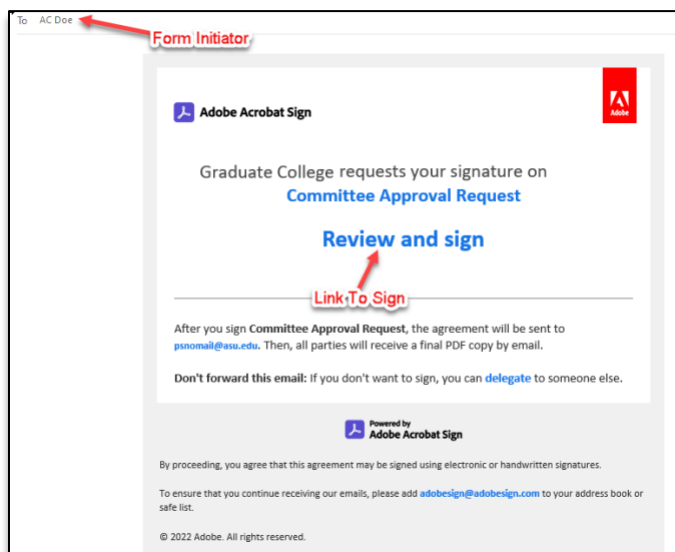 To AC Doe
Form Initiator
Adobe Acrobat Sign
Adobe
Graduate College requests your signature on
Committee Approval Request
Review and sign
Link To Sign
After you sign Committee Approval Request, the agreement will be sent to
psnomail@asu.edu. Then, all parties will receive a final PDF copy by email.
Don't forward this email: If you don't want to sign, you can delegate to someone else.
Powered by
Adobe Acrobat Sign
By proceeding, you agree that this agreement may be signed using electronic or handwritten signatures.
To ensure that you continue receiving our emails, please add adobesign@adobesign.com to your address book or
safe list.
© 2022 Adobe. All rights reserved.